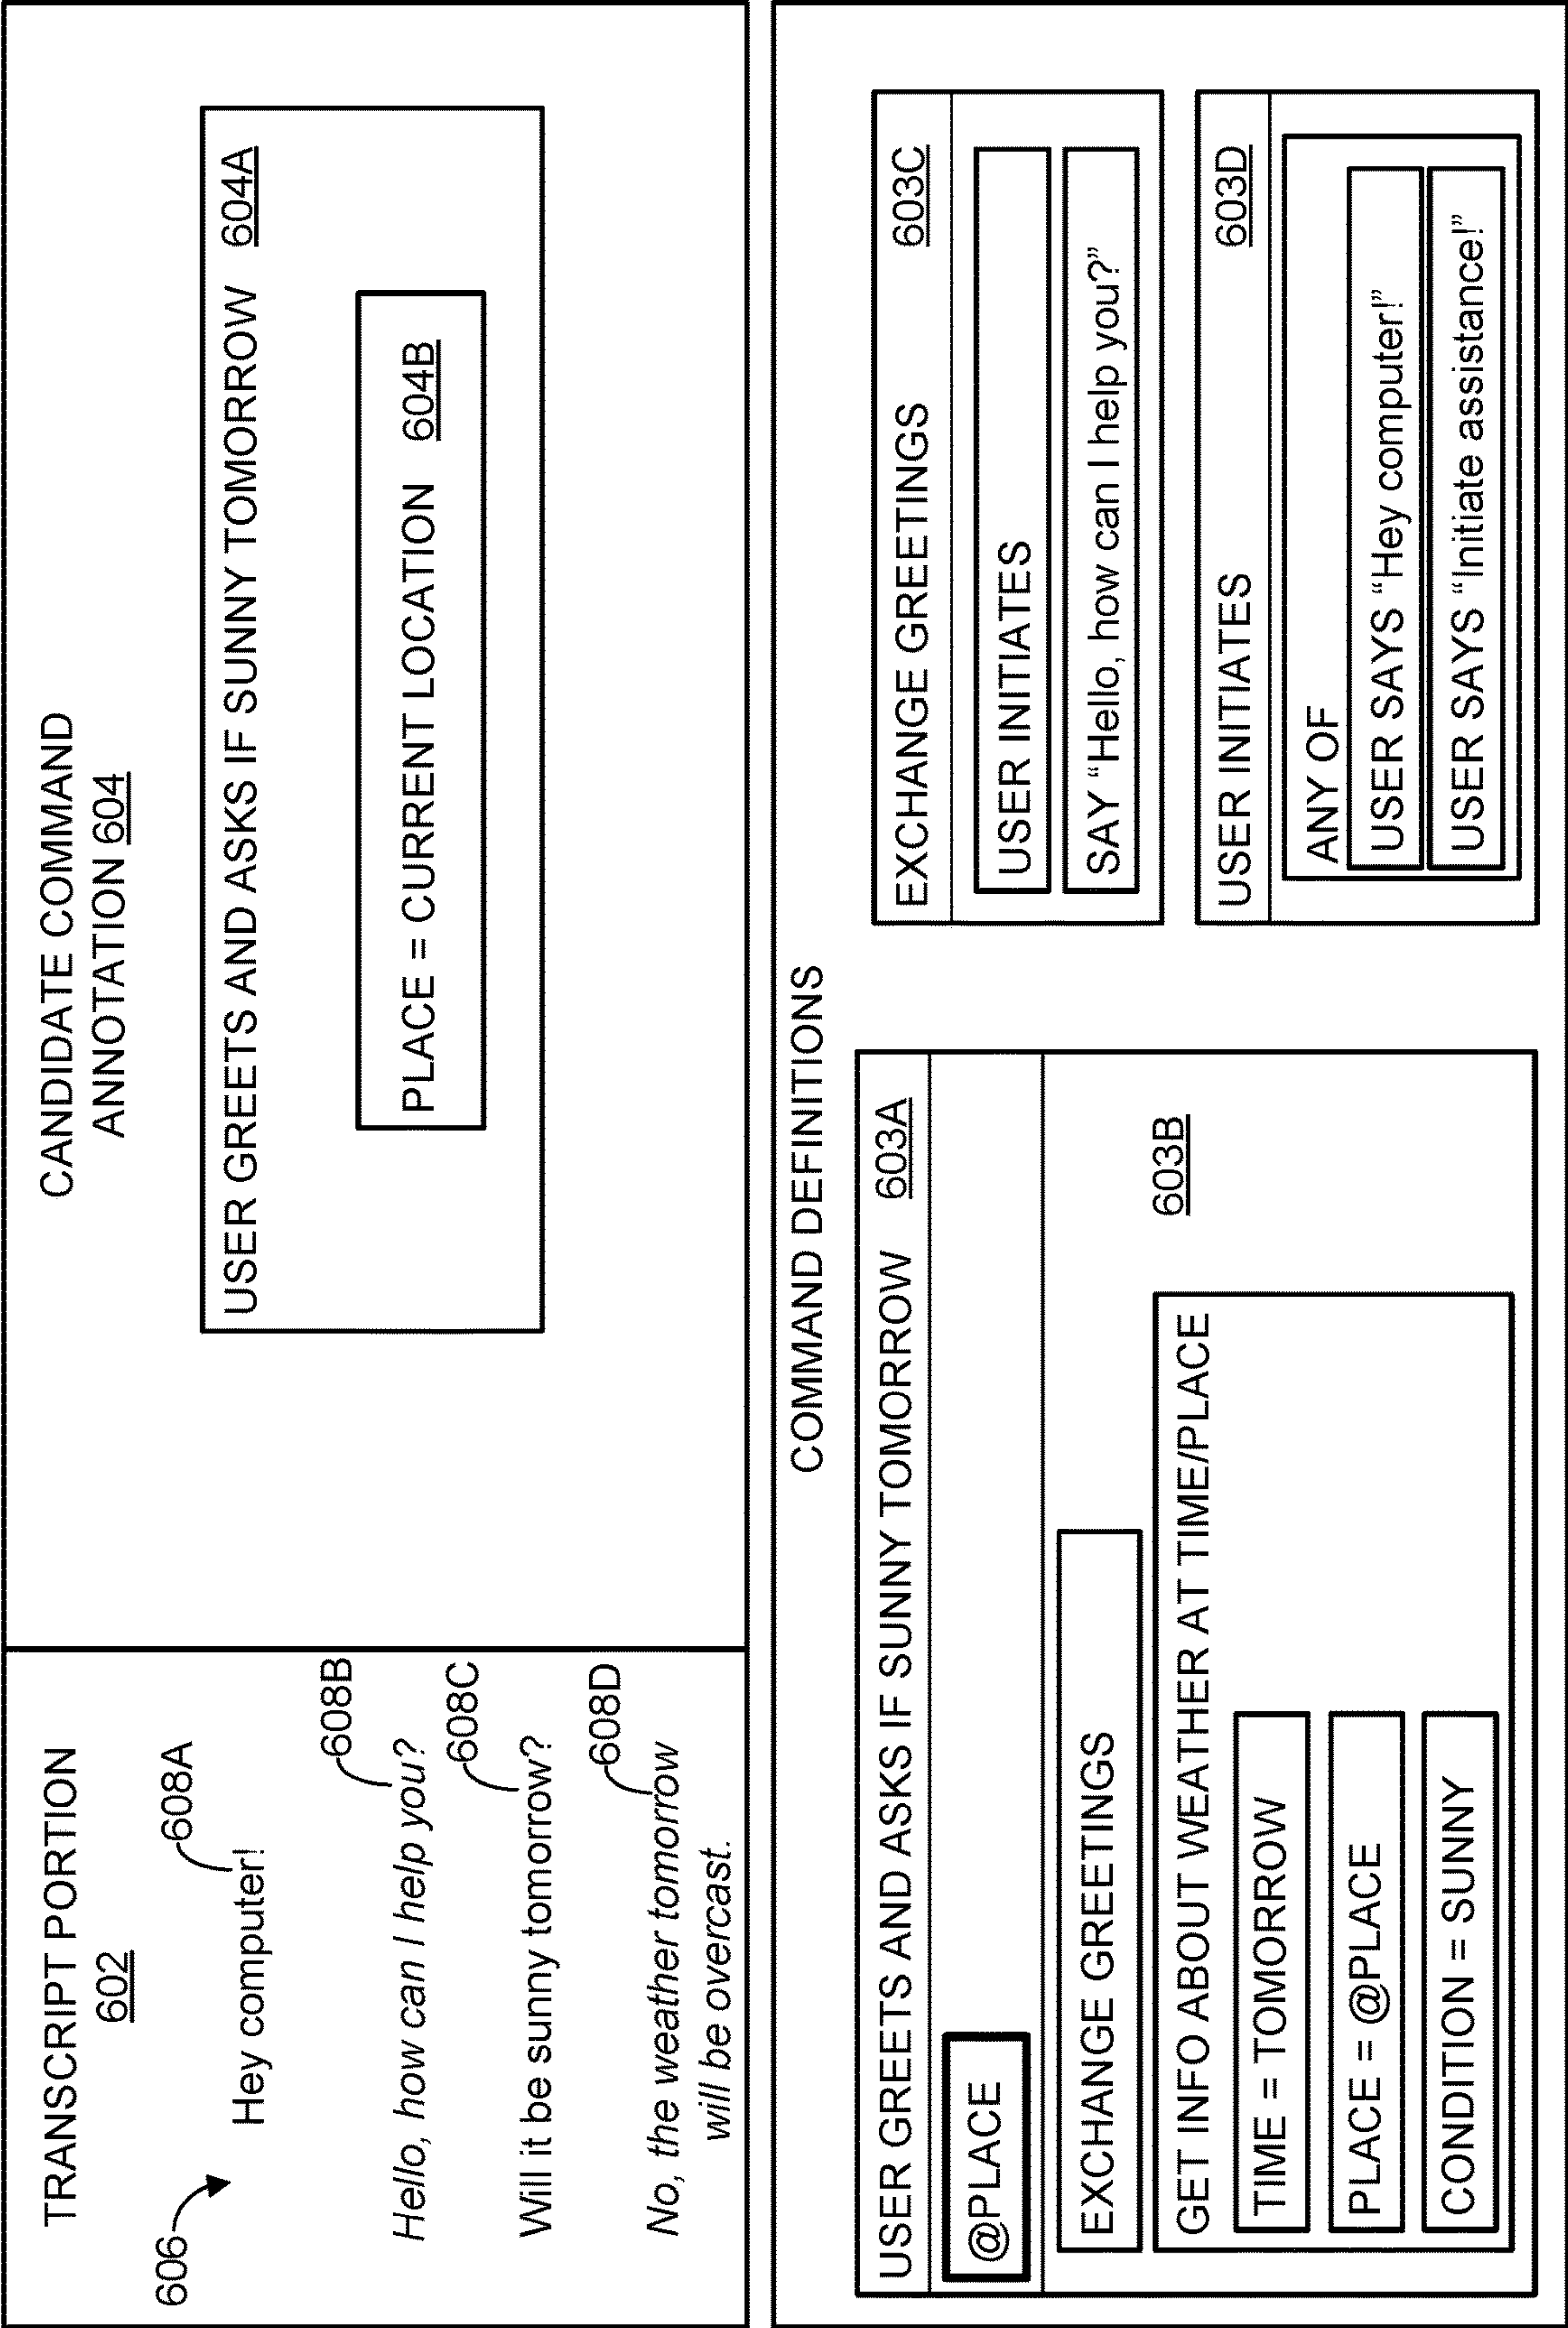 TRANSCRIPT PORTION
602
606
608A
Hey computer!
608B
Hello, how can I help you?
608C
Will it be sunny tomorrow?
608D
No, the weather tomorrow
will be overcast.
CANDIDATE COMMAND
ANNOTATION 604
USER GREETS AND ASKS IF SUNNY TOMORROW 604A
PLACE = CURRENT LOCATION 604B
COMMAND DEFINITIONS
USER GREETS AND ASKS IF SUNNY TOMORROW 603A
@PLACE
EXCHANGE GREETINGS
603B
GET INFO ABOUT WEATHER AT TIME/PLACE
TIME = TOMORROW
PLACE = @PLACE
CONDITION = SUNNY
EXCHANGE GREETINGS 603C
USER INITIATES
SAY “Hello, how can I help you?”
USER INITIATES 603D
ANY OF
USER SAYS “Hey computer!”
USER SAYS “Initiate assistance!”